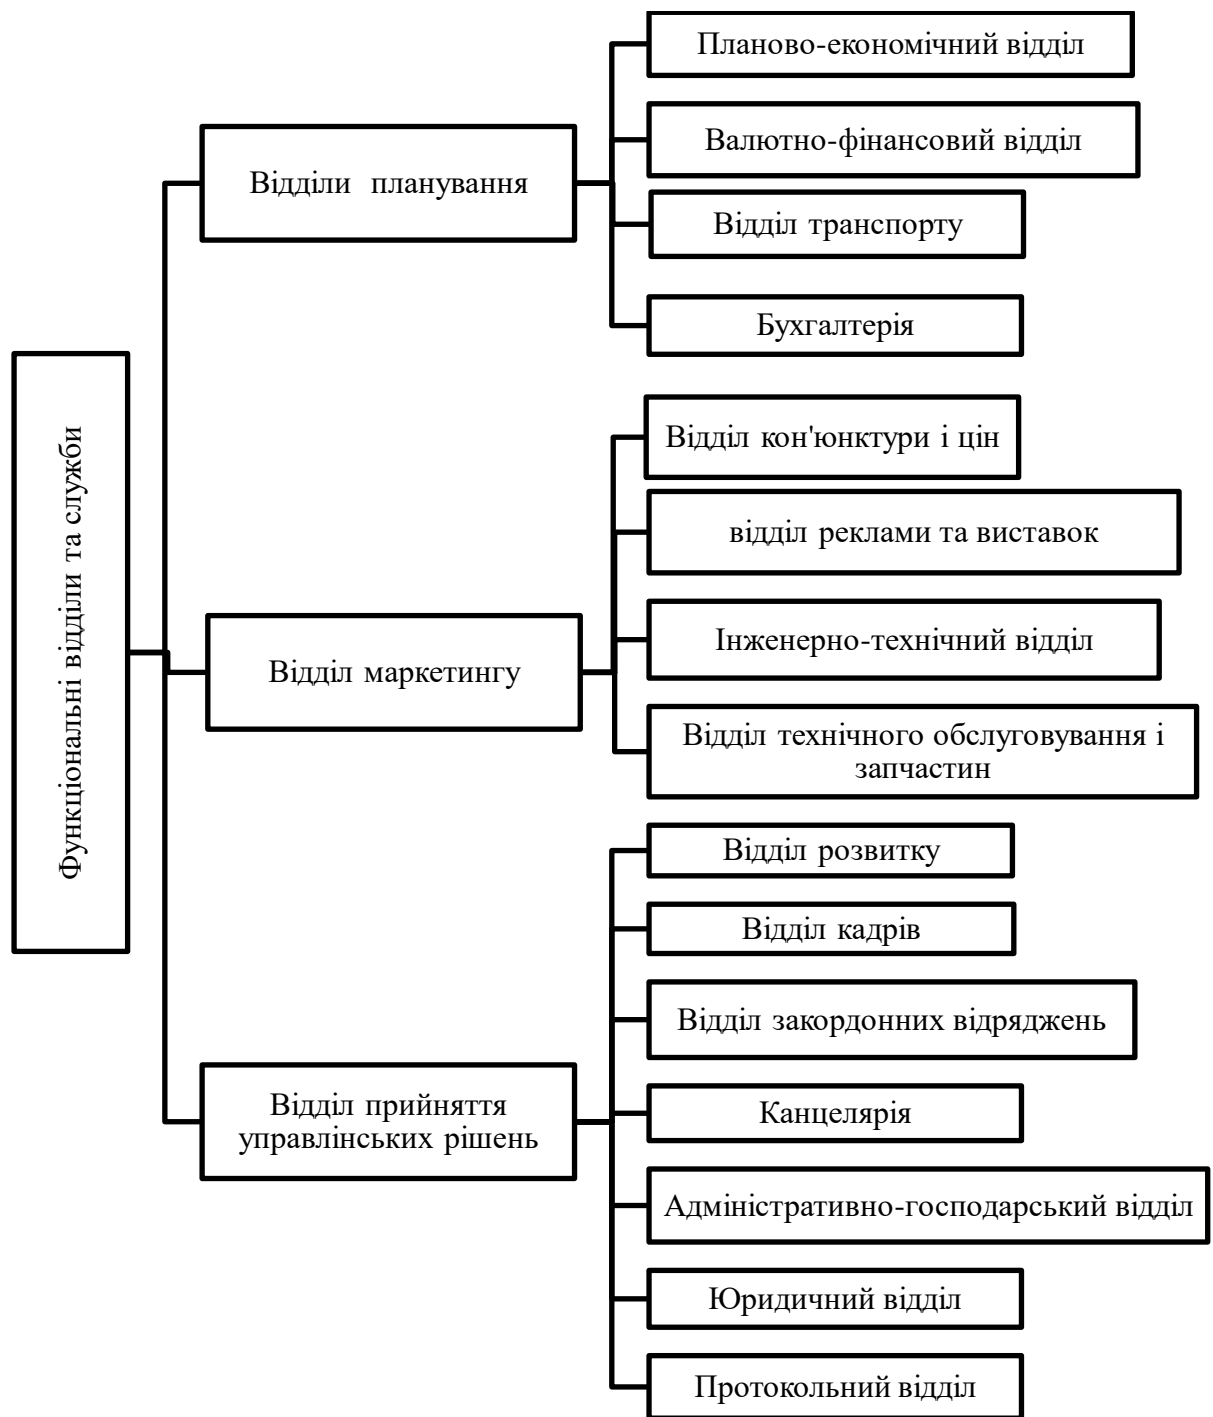 Функціональні відділи та служби
Відділи планування
Планово-економічний відділ
Валютно-фінансовий відділ
Відділ транспорту
Бухгалтерія
Відділ маркетингу
Відділ кон'юнктури і цін
відділ реклами та виставок
Інженерно-технічний відділ
Відділ технічного обслуговування і
запчастин
Відділ прийняття
управлінських рішень
Відділ розвитку
Відділ кадрів
Відділ закордонних відряджень
Канцелярія
Адміністративно-господарський відділ
Юридичний відділ
Протокольний відділ